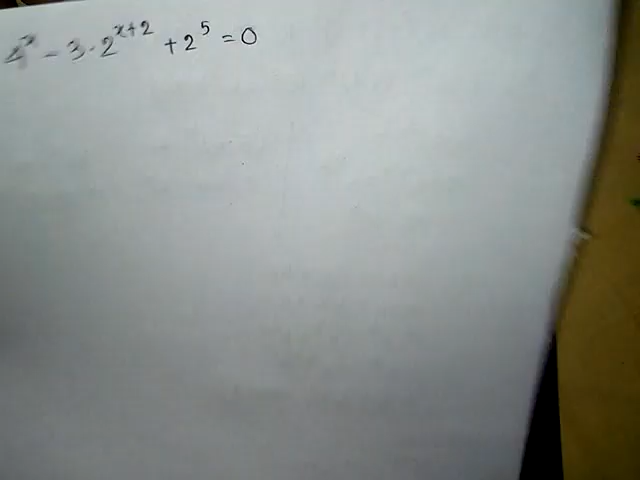 4^x - 3·2^{x+2} + 2^5 = 0